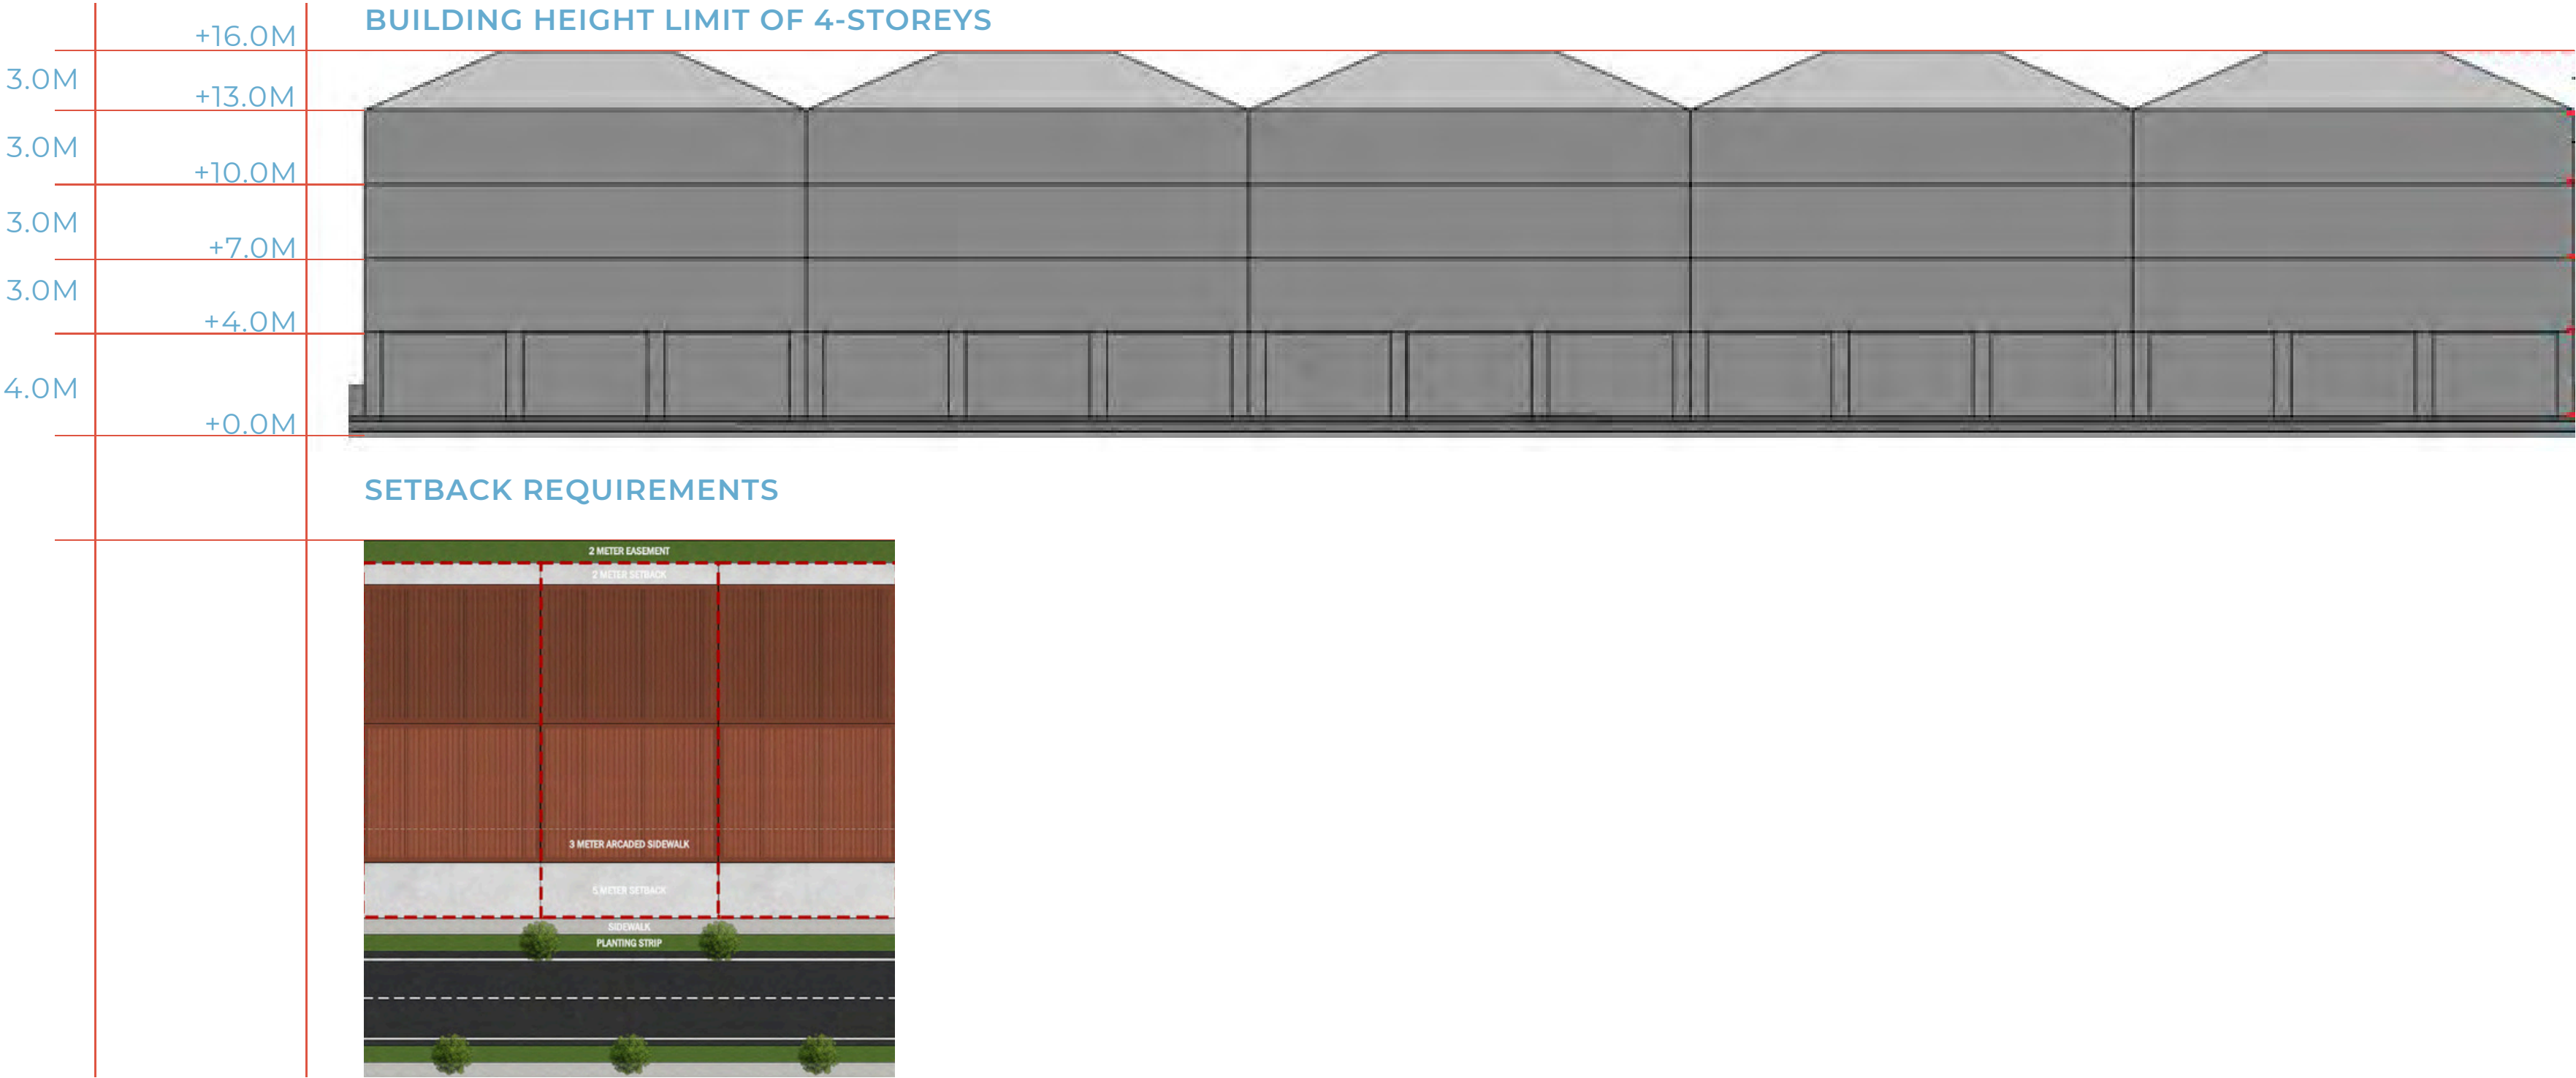 BUILDING HEIGHT LIMIT OF 4-STOREYS
+16.0M
3.0M
+13.0M
3.0M
+10.0M
3.0M
+7.0M
3.0M
+4.0M
4.0M
+0.0M
SETBACK REQUIREMENTS
2 METER EASEMENT
2 METER SETBACK
3 METER ARCADED SIDEWALK
5 METER SETBACK
SIDEWALK
PLANTING STRIP